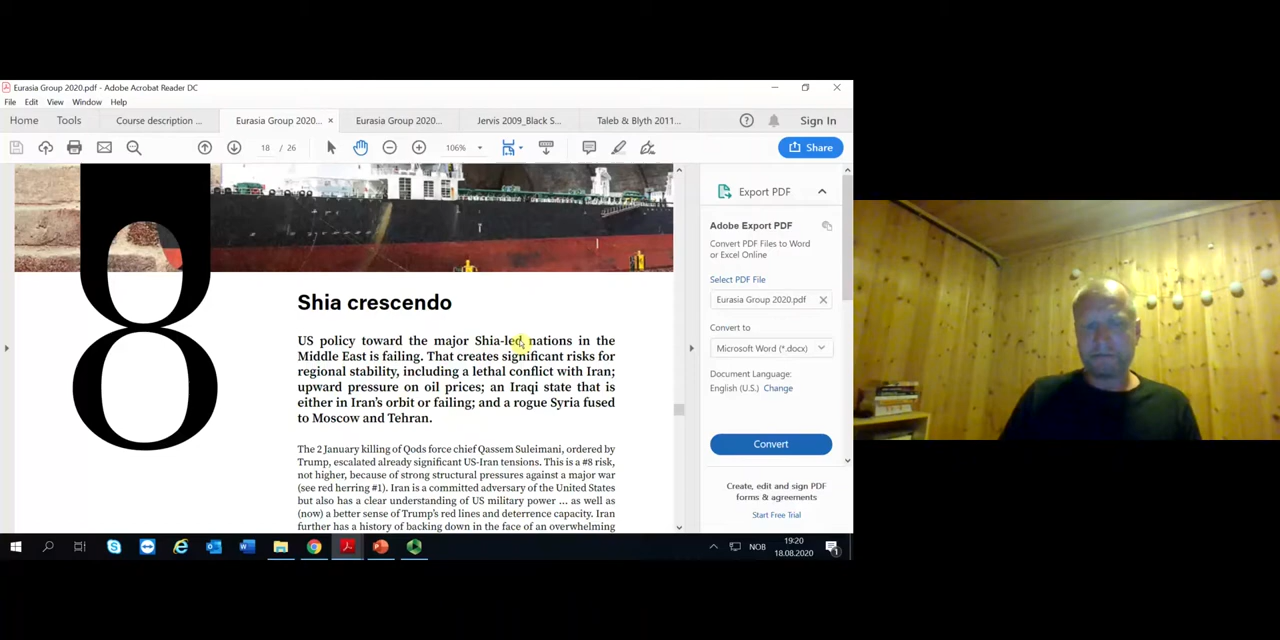 Eurasia Group 2020.pdf - Adobe Acrobat Reader DC
File Edit View Window Help
Home Tools Course description ... Eurasia Group 2020... × Eurasia Group 2020... Jervis 2009_Black S... Taleb & Blyth 2011... Sign In
18 / 26 106% Share
8
Shia crescendo
US policy toward the major Shia-led nations in the
Middle East is failing. That creates significant risks for
regional stability, including a lethal conflict with Iran;
upward pressure on oil prices; an Iraqi state that is
either in Iran's orbit or failing; and a rogue Syria fused
to Moscow and Tehran.
The 2 January killing of Qods force chief Qassem Suleimani, ordered by
Trump, escalated already significant US-Iran tensions. This is a #8 risk,
not higher, because of strong structural pressures against a major war
(see red herring #1). Iran is a committed adversary of the United States
but also has a clear understanding of US military power ... as well as
(now) a better sense of Trump's red lines and deterrence capacity. Iran
further has a history of backing down in the face of an overwhelming
Export PDF
Adobe Export PDF
Convert PDF Files to Word
or Excel Online
Select PDF File
Eurasia Group 2020.pdf
Convert to
Microsoft Word (*.docx)
Document Language:
English (U.S.) Change
Convert
Create, edit and sign PDF
forms & agreements
Start Free Trial
NOB
19:20
18.08.2020